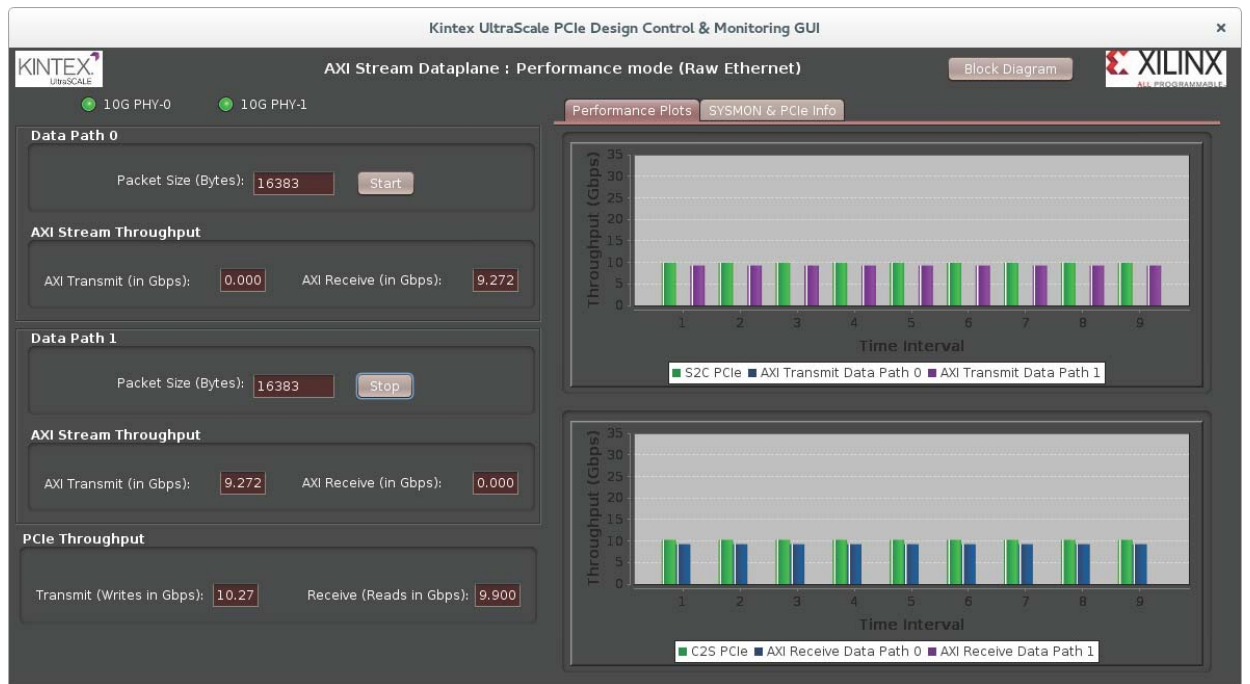 Kintex UltraScale PCIe Design Control & Monitoring GUI
×
KINTEX
UltraSCALE
AXI Stream Dataplane : Performance mode (Raw Ethernet)
Block Diagram
XILINX
ALL PROGRAMMABLE
10G PHY-0
10G PHY-1
Data Path 0
Packet Size (Bytes): 16383 Start
AXI Stream Throughput
AXI Transmit (in Gbps): 0.000 AXI Receive (in Gbps): 9.272
Data Path 1
Packet Size (Bytes): 16383 Stop
AXI Stream Throughput
AXI Transmit (in Gbps): 9.272 AXI Receive (in Gbps): 0.000
PCIe Throughput
Transmit (Writes in Gbps): 10.27 Receive (Reads in Gbps): 9.900
Performance Plots SYSMON & PCIe Info
Throughput (Gbps)
35
30
25
20
15
10
5
0
1 2 3 4 5 6 7 8 9
Time Interval
S2C PCIe AXI Transmit Data Path 0 AXI Transmit Data Path 1
Throughput (Gbps)
35
30
25
20
15
10
5
0
1 2 3 4 5 6 7 8 9
Time Interval
C2S PCIe AXI Receive Data Path 0 AXI Receive Data Path 1